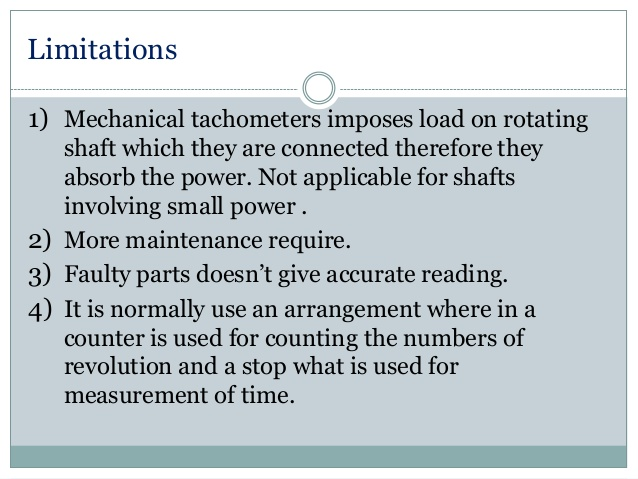 Limitations
1) Mechanical tachometers imposes load on rotating
shaft which they are connected therefore they
absorb the power. Not applicable for shafts
involving small power .
2) More maintenance require.
3) Faulty parts doesn’t give accurate reading.
4) It is normally use an arrangement where in a
counter is used for counting the numbers of
revolution and a stop what is used for
measurement of time.